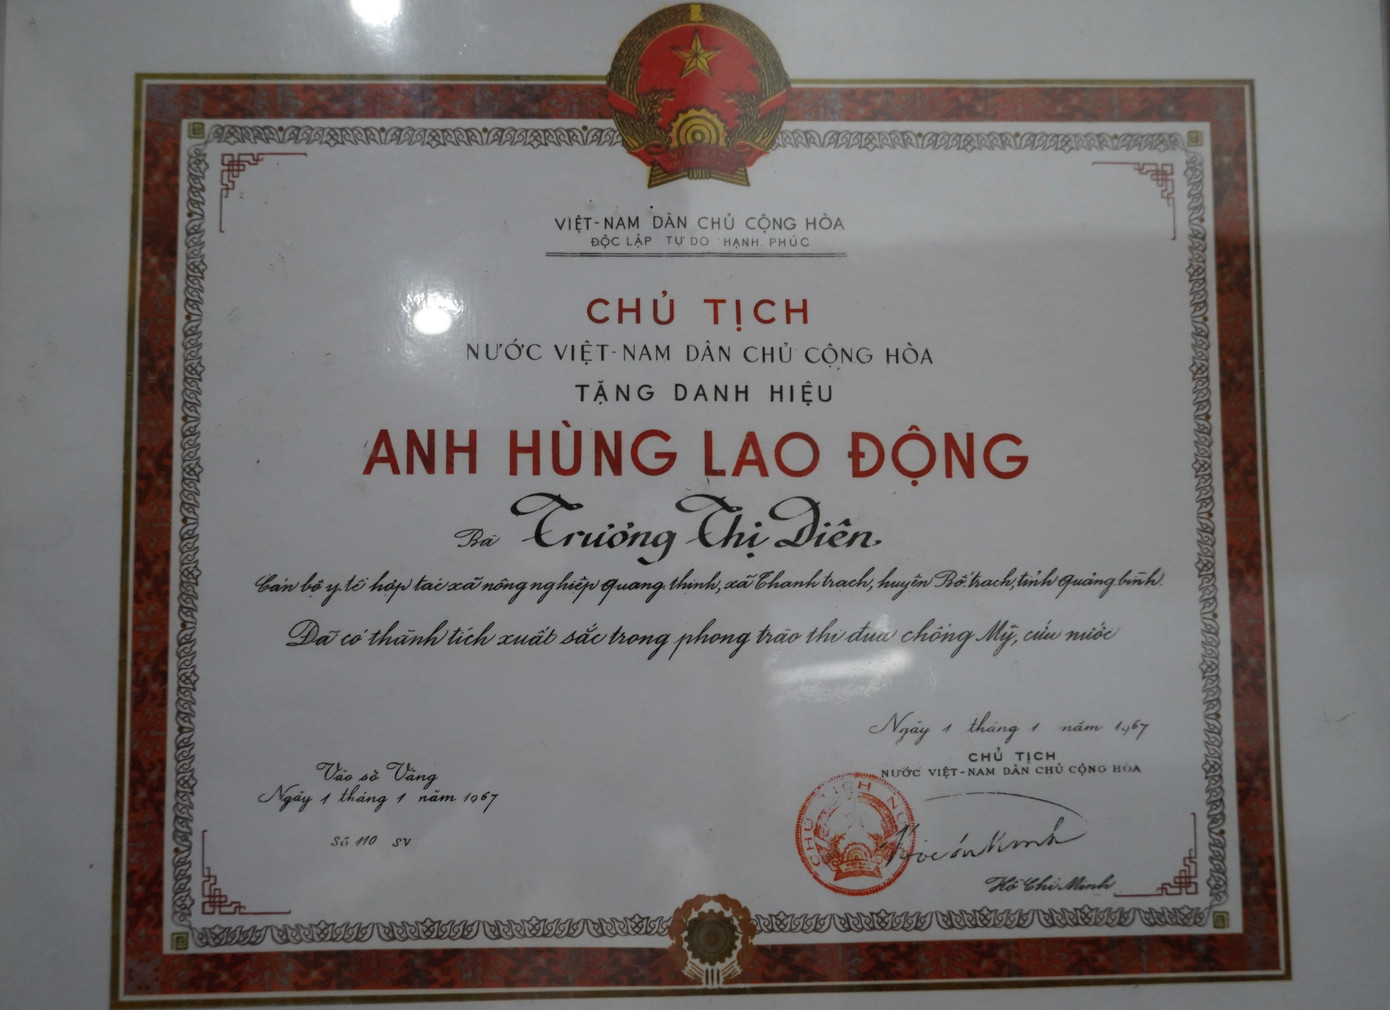 VIỆT-NAM DÂN CHỦ CỘNG HÒA
ĐỘC LẬP TỰ DO HẠNH PHÚC
CHỦ TỊCH
NƯỚC VIỆT-NAM DÂN CHỦ CỘNG HÒA
TẶNG DANH HIỆU
ANH HÙNG LAO ĐỘNG
Bà Trương Thị Diên
Cán bộ y tế hợp tác xã nông nghiệp Quang thịnh, xã Thanh trạch, huyện Bố trạch, tỉnh Quảng bình
Đã có thành tích xuất sắc trong phong trào thi đua chống Mỹ, cứu nước
Ngày 1 tháng 1 năm 1967
CHỦ TỊCH
NƯỚC VIỆT-NAM DÂN CHỦ CỘNG HÒA
Vào sổ Vàng
Ngày 1 tháng 1 năm 1967
Số 110 SV
CHỦ TỊCH NƯ
Hồ Chí Minh